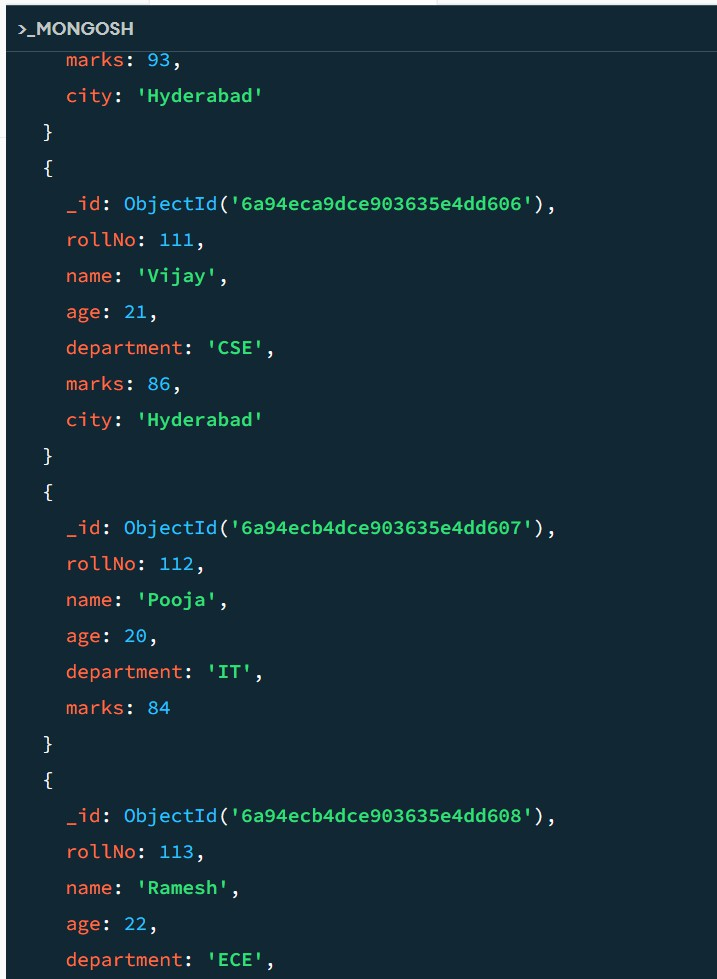 >_MONGOSH
marks: 93,
city: 'Hyderabad'
}
{
_id: ObjectId('6a94eca9dce903635e4dd606'),
rollNo: 111,
name: 'Vijay',
age: 21,
department: 'CSE',
marks: 86,
city: 'Hyderabad'
}
{
_id: ObjectId('6a94ecb4dce903635e4dd607'),
rollNo: 112,
name: 'Pooja',
age: 20,
department: 'IT',
marks: 84
}
{
_id: ObjectId('6a94ecb4dce903635e4dd608'),
rollNo: 113,
name: 'Ramesh',
age: 22,
department: 'ECE',